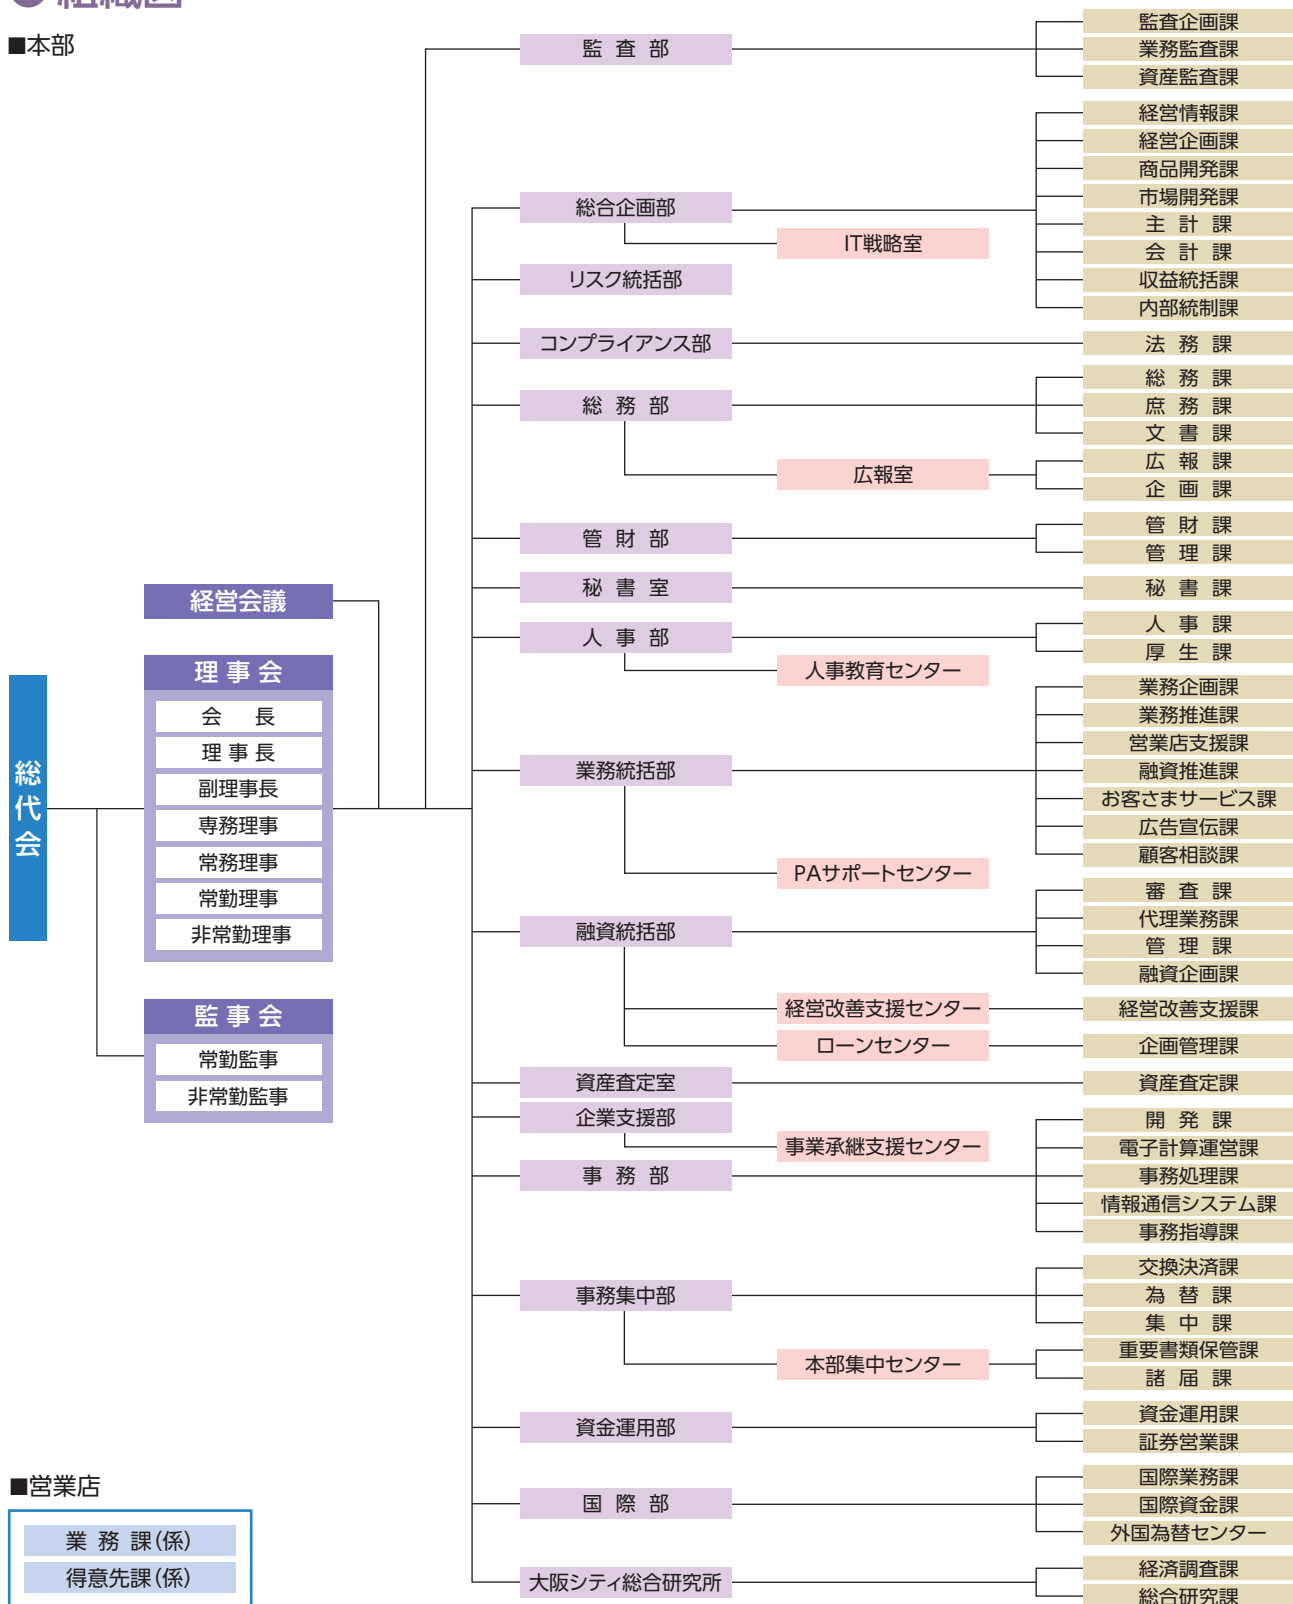 組織図
■本部
総代会
経営会議
理事会
会長
理事長
副理事長
専務理事
常務理事
常勤理事
非常勤理事
監事会
常勤監事
非常勤監事
監査部
監査企画課
業務監査課
資産監査課
総合企画部
経営情報課
経営企画課
商品開発課
市場開発課
主計課
会計課
収益統括課
内部統制課
IT戦略室
リスク統括部
コンプライアンス部
法務課
総務部
総務課
庶務課
文書課
広報室
広報課
企画課
管財部
管財課
管理課
秘書室
秘書課
人事部
人事課
厚生課
人事教育センター
業務統括部
業務企画課
業務推進課
営業店支援課
融資推進課
お客さまサービス課
広告宣伝課
顧客相談課
PAサポートセンター
融資統括部
審査課
代理業務課
管理課
融資企画課
経営改善支援センター
経営改善支援課
ローンセンター
企画管理課
資産査定室
資産査定課
企業支援部
事業承継支援センター
事務部
開発課
電子計算運営課
事務処理課
情報通信システム課
事務指導課
事務集中部
交換決済課
為替課
集中課
本部集中センター
重要書類保管課
諸届課
資金運用部
資金運用課
証券営業課
国際部
国際業務課
国際資金課
外国為替センター
大阪シティ総合研究所
経済調査課
総合研究課
■営業店
業務課(係)
得意先課(係)